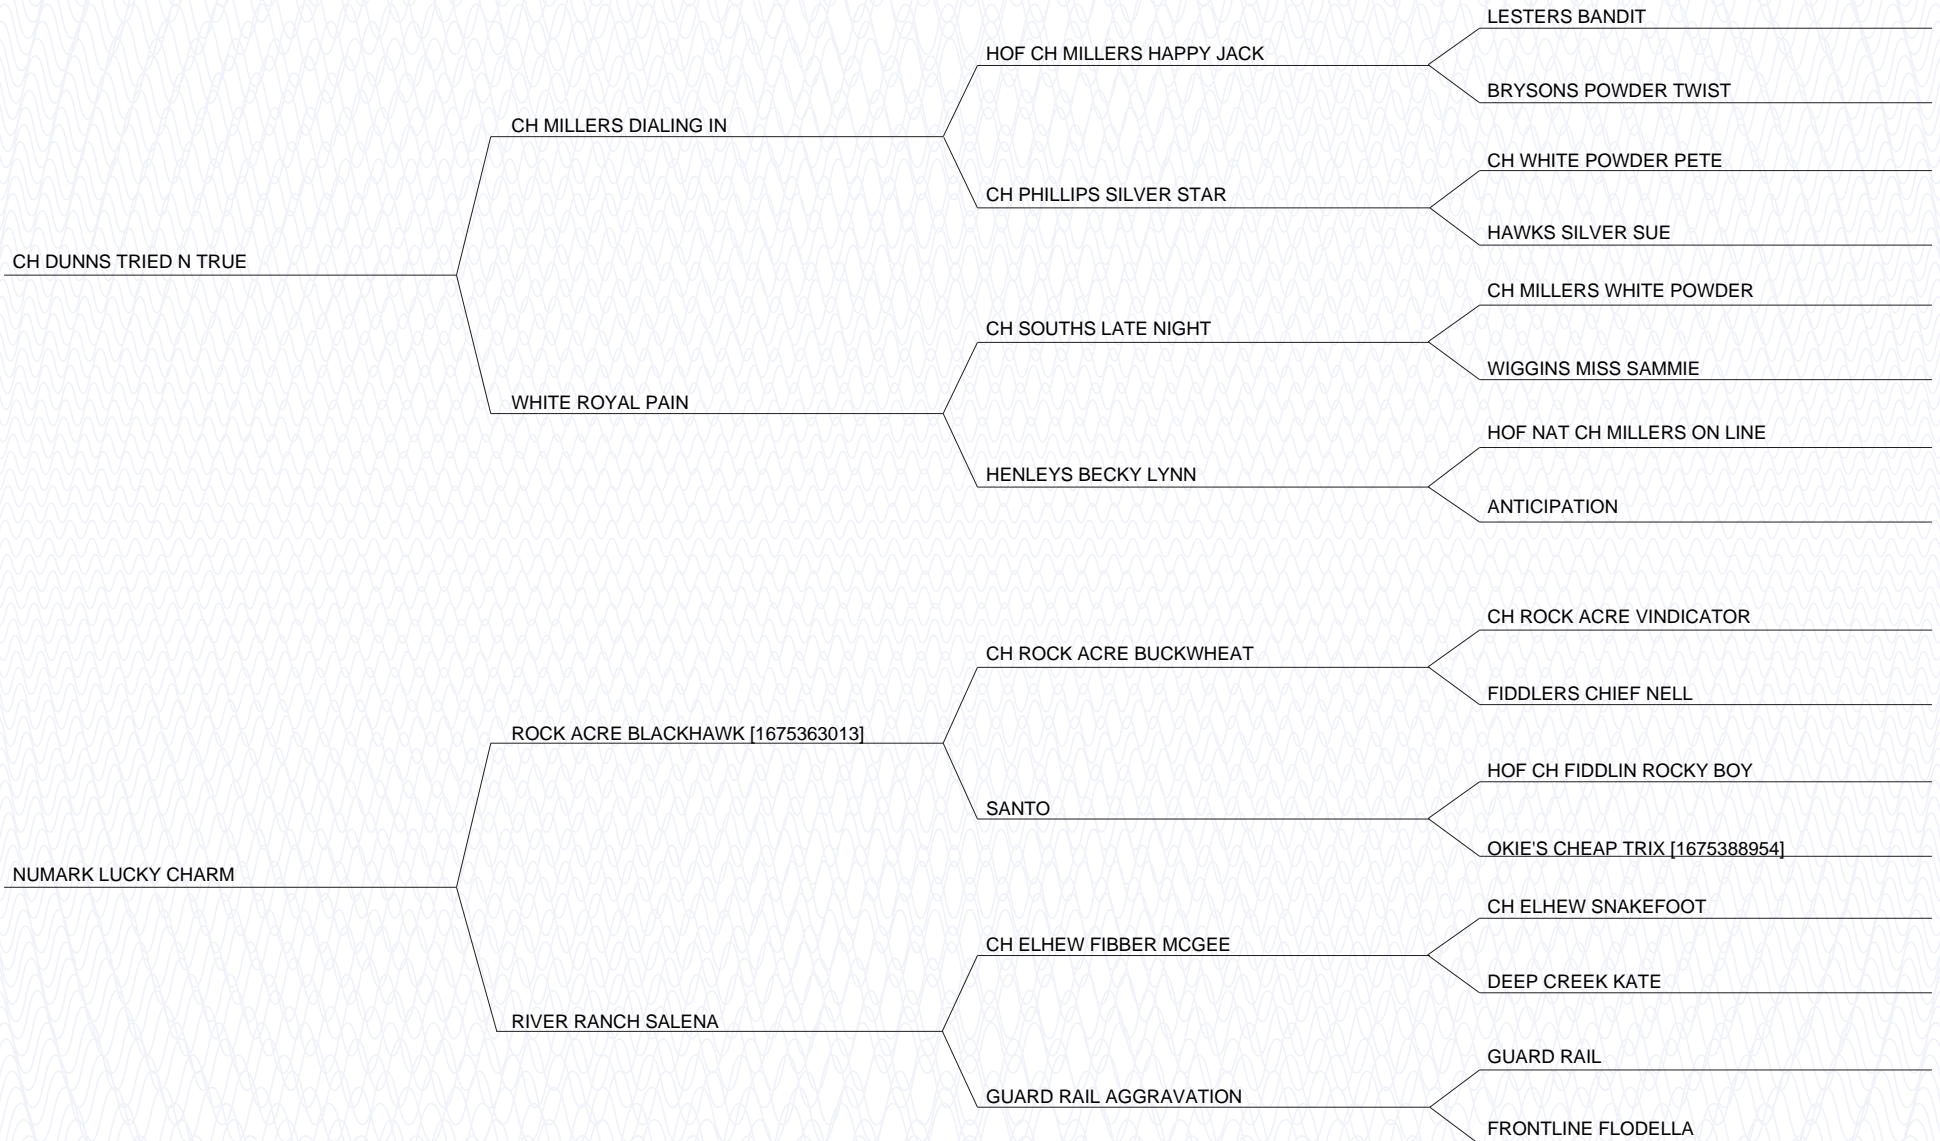 LESTERS BANDIT
HOF CH MILLERS HAPPY JACK
BRYSONS POWDER TWIST
CH MILLERS DIALING IN
CH WHITE POWDER PETE
CH PHILLIPS SILVER STAR
HAWKS SILVER SUE
CH DUNNS TRIED N TRUE
CH MILLERS WHITE POWDER
CH SOUTHS LATE NIGHT
WIGGINS MISS SAMMIE
WHITE ROYAL PAIN
HOF NAT CH MILLERS ON LINE
HENLEYS BECKY LYNN
ANTICIPATION
CH ROCK ACRE VINDICATOR
CH ROCK ACRE BUCKWHEAT
FIDDLERS CHIEF NELL
ROCK ACRE BLACKHAWK [1675363013]
HOF CH FIDDLIN ROCKY BOY
SANTO
OKIE'S CHEAP TRIX [1675388954]
NUMARK LUCKY CHARM
CH ELHEW SNAKEFOOT
CH ELHEW FIBBER MCGEE
DEEP CREEK KATE
RIVER RANCH SALENA
GUARD RAIL
GUARD RAIL AGGRAVATION
FRONTLINE FLODELLA